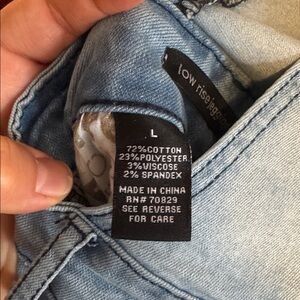 low rise jegging
L
72%COTTON
23%POLYESTER
3%VISCOSE
2% SPANDEX
MADE IN CHINA
RN# 70829
SEE REVERSE
FOR CARE